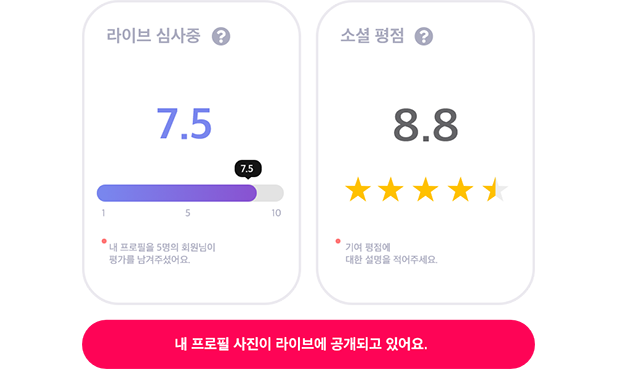 라이브 심사중 ?
소셜 평점 ?
7.5
8.8
7.5
1 5 10
내 프로필을 5명의 회원님이
평가를 남겨주셨어요.
기여 평점에
대한 설명을 적어주세요.
내 프로필 사진이 라이브에 공개되고 있어요.